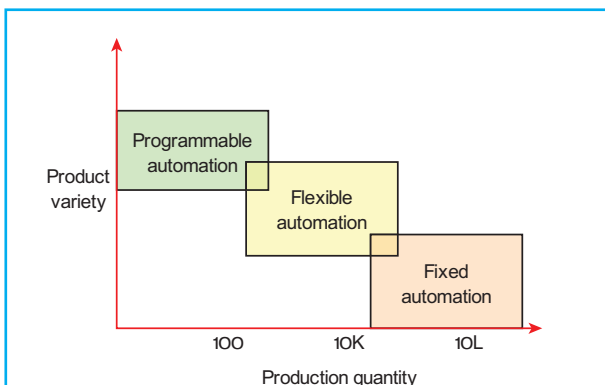 Programmable
automation
Product
variety
Flexible
automation
Fixed
automation
100 10K 10L
Production quantity